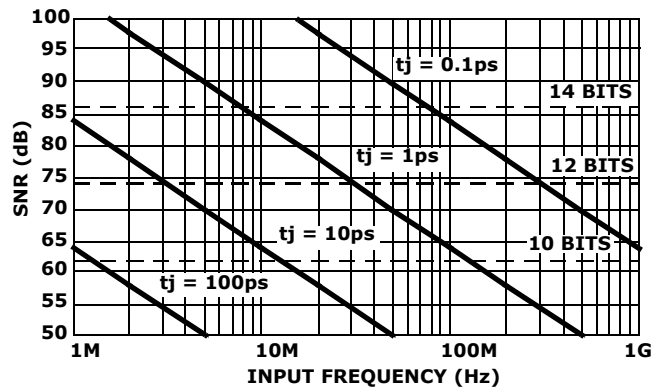 100
95
90
85
80
75
70
65
60
55
50
SNR (dB)
tj = 0.1ps
14 BITS
tj = 1ps
12 BITS
tj = 10ps
10 BITS
tj = 100ps
1M
10M
100M
1G
INPUT FREQUENCY (Hz)